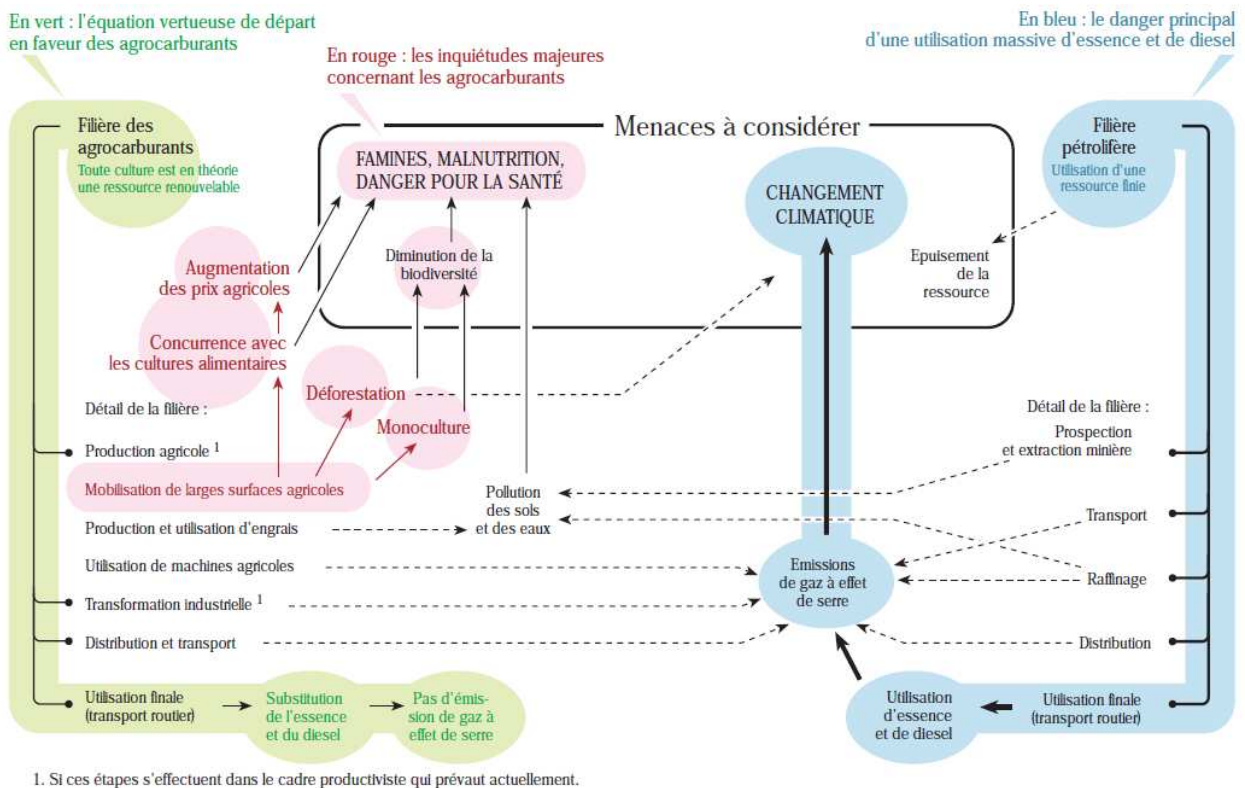 En vert : l'équation vertueuse de départ
en faveur des agrocarburants
En rouge : les inquiétudes majeures
concernant les agrocarburants
En bleu : le danger principal
d'une utilisation massive d'essence et de diesel
Filière des
agrocarburants
Toute culture est en théorie
une ressource renouvelable
Menaces à considérer
FAMINES, MALNUTRITION,
DANGER POUR LA SANTÉ
CHANGEMENT
CLIMATIQUE
Filière
pétrolifère
Utilisation d'une
ressource finie
Diminution de la
biodiversité
Epuisement
de la
ressource
Augmentation
des prix agricoles
Concurrence avec
les cultures alimentaires
Déforestation
Monoculture
Détail de la filière :
Production agricole 1
Mobilisation de larges surfaces agricoles
Production et utilisation d'engrais
Utilisation de machines agricoles
Transformation industrielle 1
Distribution et transport
Utilisation finale
(transport routier)
Substitution
de l'essence
et du diesel
Pas d'émis-
sion de gaz à
effet de serre
Pollution
des sols
et des eaux
Emissions
de gaz à effet
de serre
Utilisation
d'essence
et de diesel
Détail de la filière :
Prospection
et extraction minière
Transport
Raffinage
Distribution
Utilisation finale
(transport routier)
1. Si ces étapes s'effectuent dans le cadre productiviste qui prévaut actuellement.